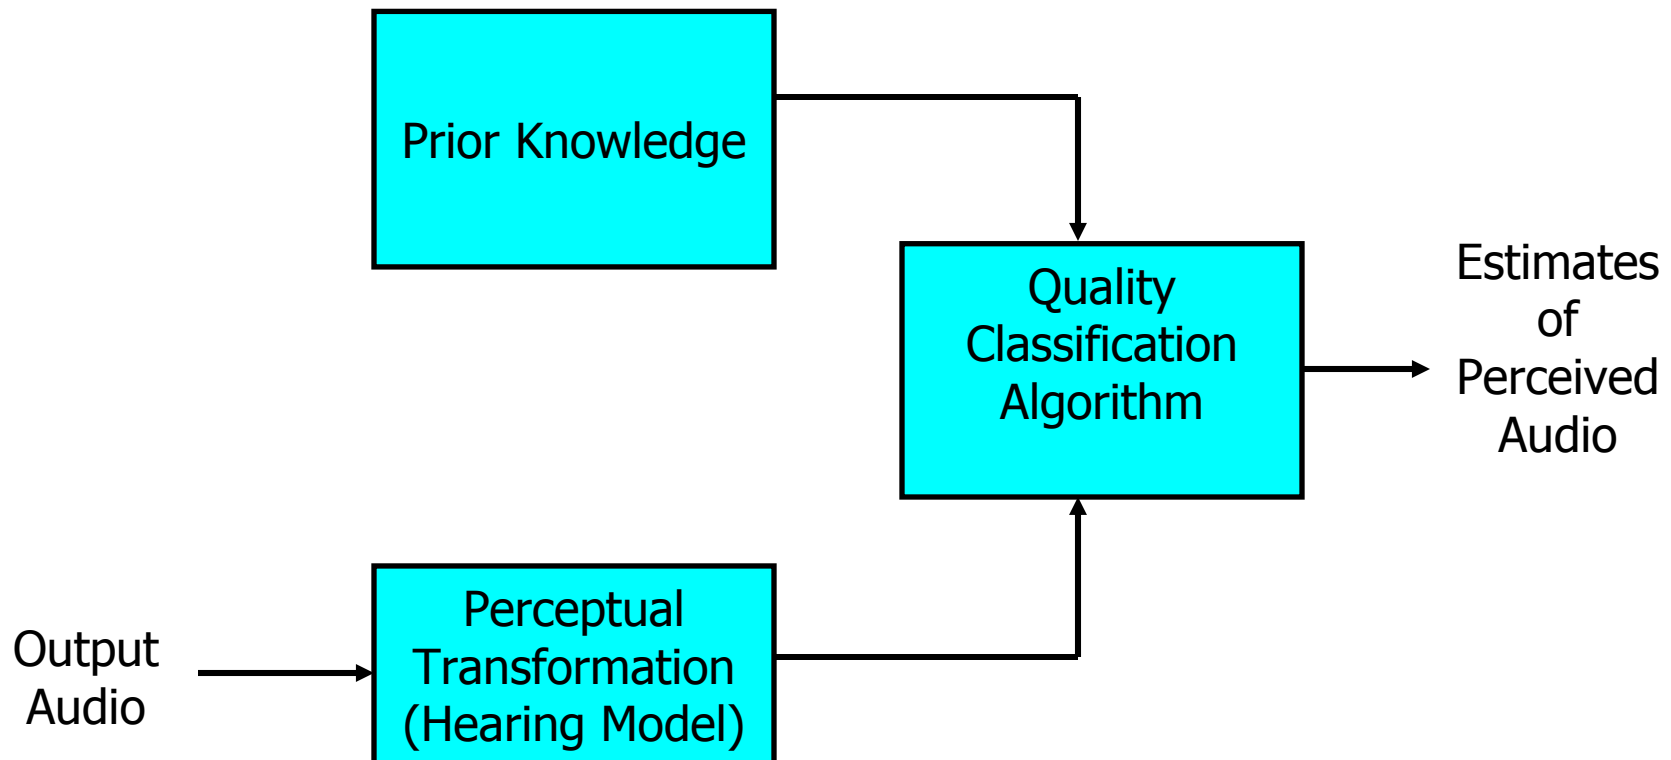 Prior Knowledge
Quality
Classification
Algorithm
Estimates
of
Perceived
Audio
Output
Audio
Perceptual
Transformation
(Hearing Model)